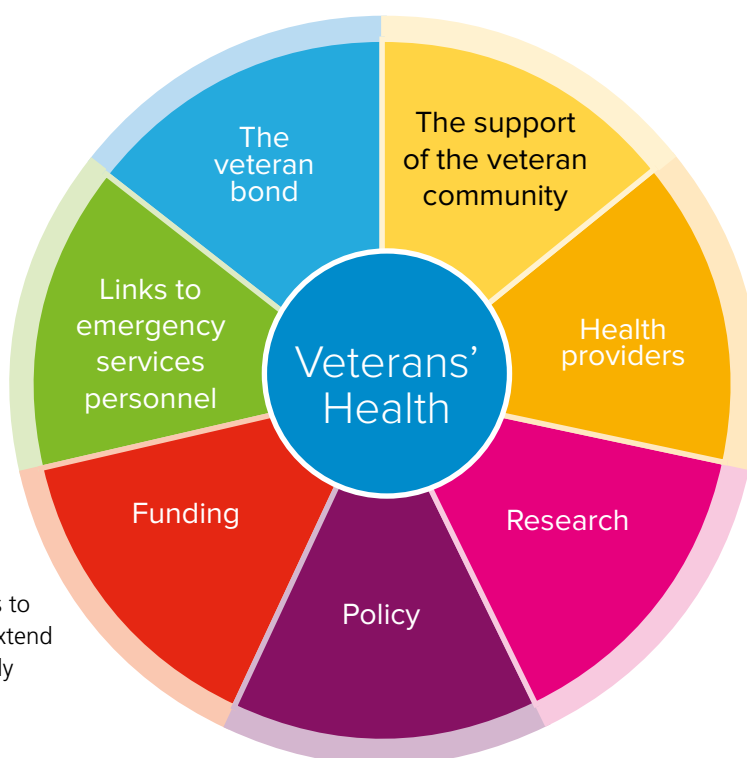 The
veteran
bond
The support
of the veteran
community
Links to
emergency
services
personnel
Veterans’
Health
Health
providers
Funding
Research
Policy
to
xtend
ly